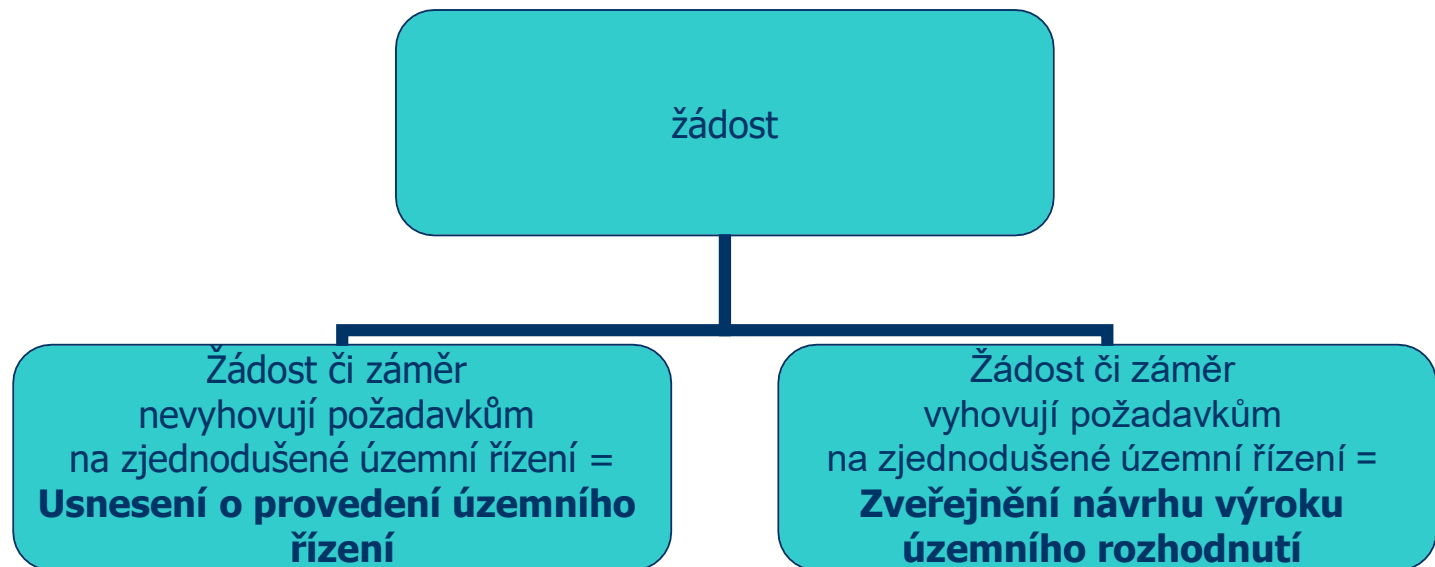 žádost
Žádost či záměr
nevyhovují požadavkům
na zjednodušené územní řízení =
Usnesení o provedení územního
řízení
Žádost či záměr
vyhovují požadavkům
na zjednodušené územní řízení =
Zveřejnění návrhu výroku
územního rozhodnutí